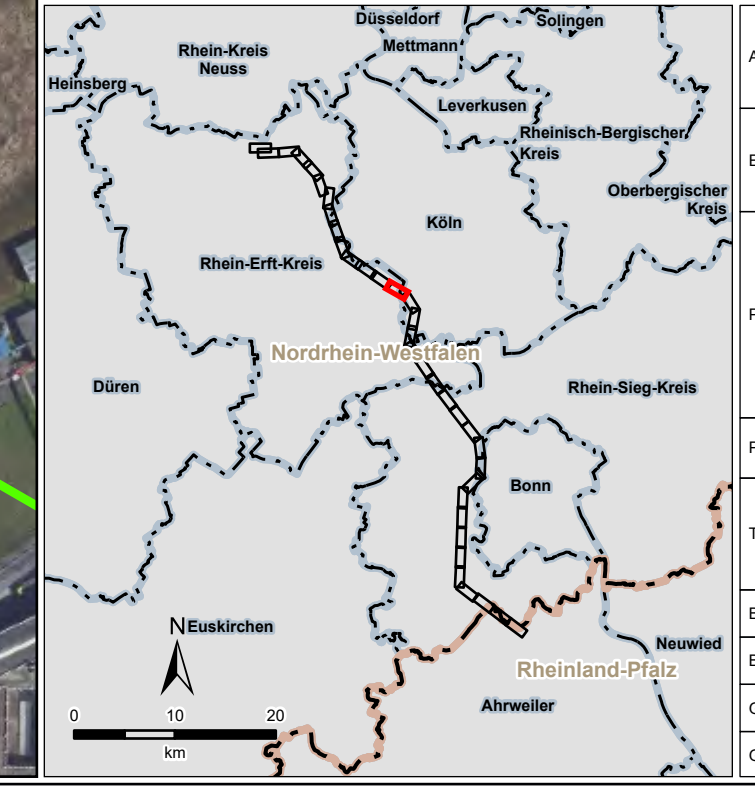 Düsseldorf
Solingen
Mettmann
Rhein-Kreis
Neuss
Heinsberg
Leverkusen
Rheinisch-Bergischer
Kreis
Oberbergischer
Kreis
Köln
Rhein-Erft-Kreis
Nordrhein-Westfalen
Düren
Rhein-Sieg-Kreis
Bonn
N
Euskirchen
Neuwied
Rheinland-Pfalz
Ahrweiler
0 10 20
km